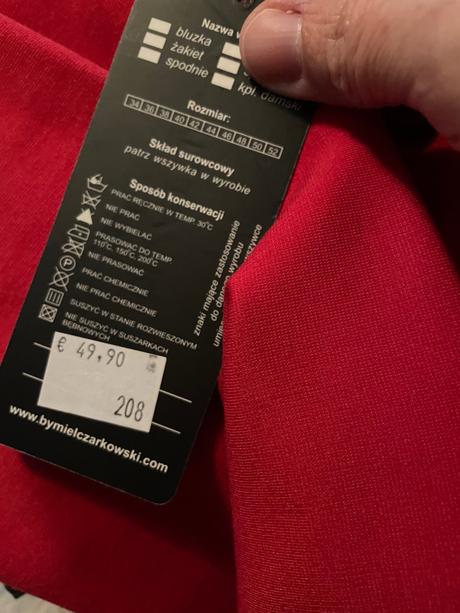 Nazwa
bluzka
żakiet
spodnie
kpl. damski
Rozmiar:
34 36 38 40 42 44 46 48 50 52
Skład surowcowy
patrz wszywka w wyrobie
Sposób konserwacji
PRAĆ RĘCZNIE W TEMP 30°C
NIE PRAĆ
NIE WYBIELAĆ
PRASOWAĆ DO TEMP
110°C, 150°C, 200°C
NIE PRASOWAĆ
PRAĆ CHEMICZNIE
NIE PRAĆ CHEMICZNIE
SUSZYĆ W STANIE ROZWIESZONYM
NIE SUSZYĆ W SUSZARKACH
BĘBNOWYCH
znaki mające zastosowanie
do danego wyrobu
€ 49,90
208
www.bymielczarkowski.com